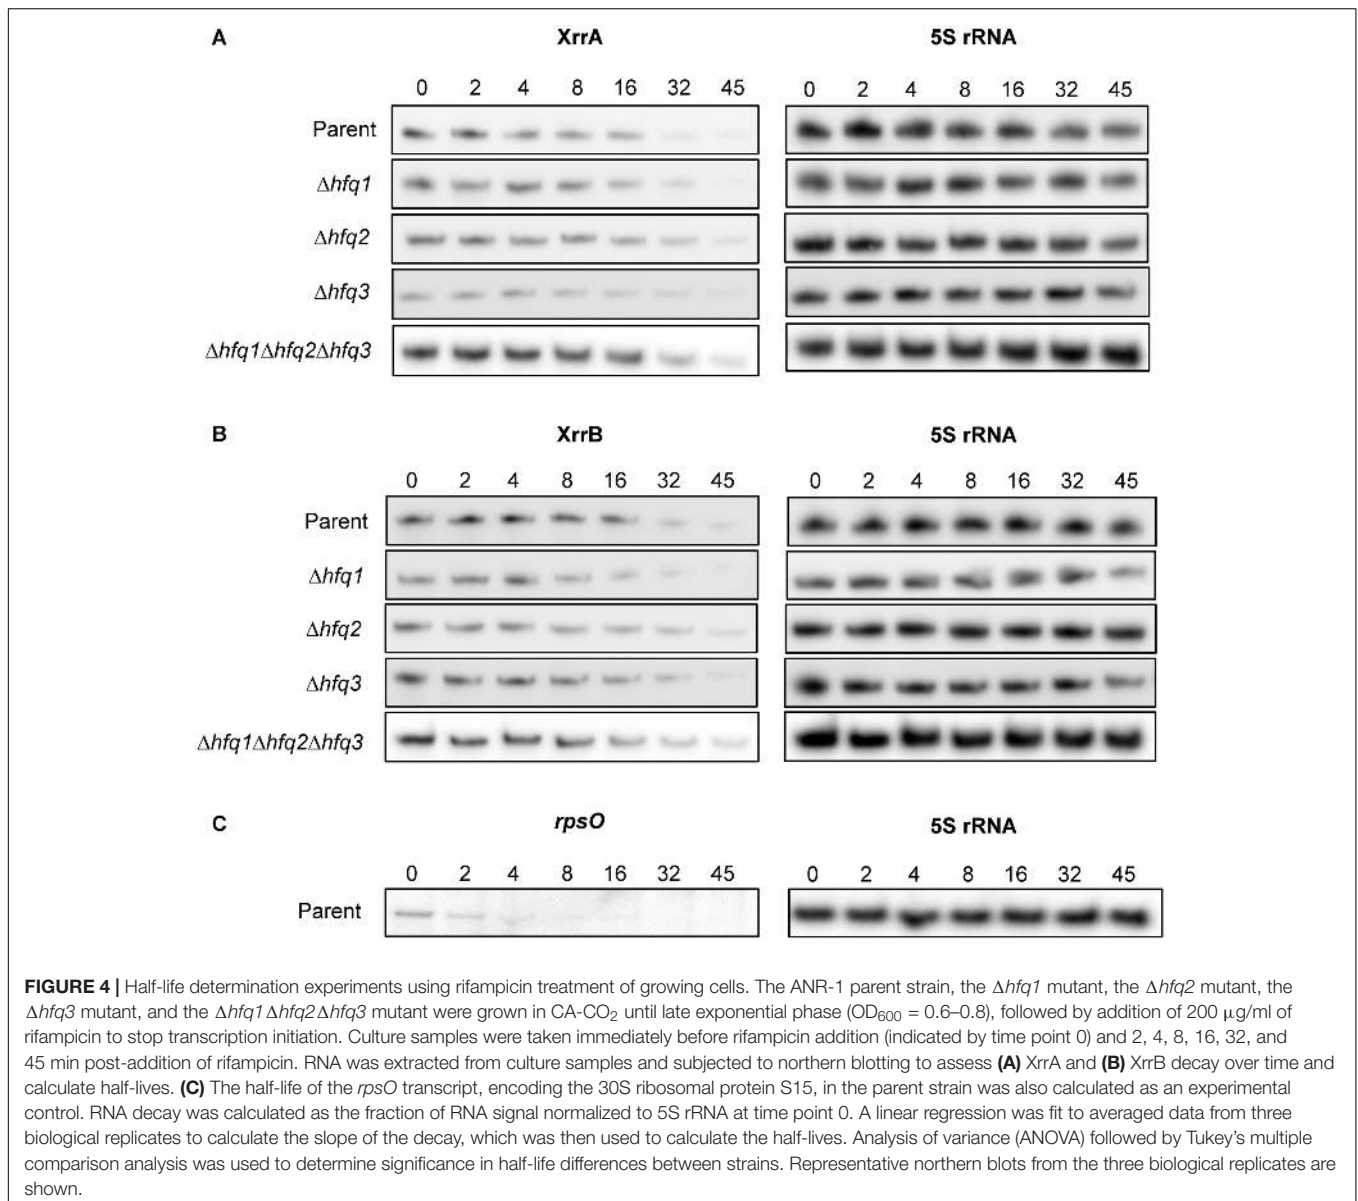 A XrrA 5S rRNA
0 2 4 8 16 32 45 0 2 4 8 16 32 45
Parent
Δhfq1
Δhfq2
Δhfq3
Δhfq1Δhfq2Δhfq3
B XrrB 5S rRNA
0 2 4 8 16 32 45 0 2 4 8 16 32 45
Parent
Δhfq1
Δhfq2
Δhfq3
Δhfq1Δhfq2Δhfq3
C rpsO 5S rRNA
0 2 4 8 16 32 45 0 2 4 8 16 32 45
Parent
FIGURE 4 | Half-life determination experiments using rifampicin treatment of growing cells. The ANR-1 parent strain, the Δhfq1 mutant, the Δhfq2 mutant, the
Δhfq3 mutant, and the Δhfq1Δhfq2Δhfq3 mutant were grown in CA-CO₂ until late exponential phase (OD₆₀₀ = 0.6–0.8), followed by addition of 200 μg/ml of
rifampicin to stop transcription initiation. Culture samples were taken immediately before rifampicin addition (indicated by time point 0) and 2, 4, 8, 16, 32, and
45 min post-addition of rifampicin. RNA was extracted from culture samples and subjected to northern blotting to assess (A) XrrA and (B) XrrB decay over time and
calculate half-lives. (C) The half-life of the rpsO transcript, encoding the 30S ribosomal protein S15, in the parent strain was also calculated as an experimental
control. RNA decay was calculated as the fraction of RNA signal normalized to 5S rRNA at time point 0. A linear regression was fit to averaged data from three
biological replicates to calculate the slope of the decay, which was then used to calculate the half-lives. Analysis of variance (ANOVA) followed by Tukey's multiple
comparison analysis was used to determine significance in half-life differences between strains. Representative northern blots from the three biological replicates are
shown.